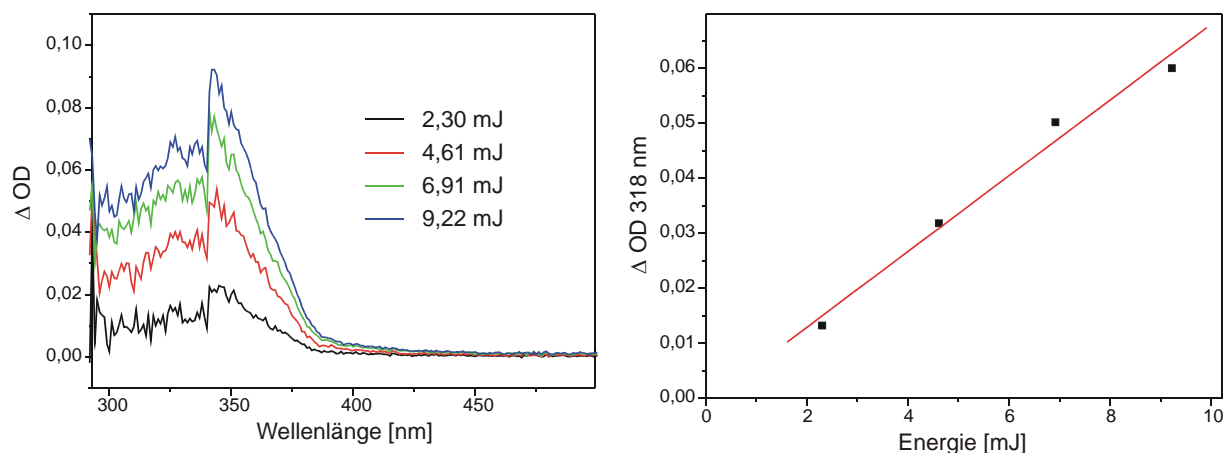 0,10
0,08
0,06
0,04
0,02
0,00
Δ OD
300
350
400
450
Wellenlänge [nm]
2,30 mJ
4,61 mJ
6,91 mJ
9,22 mJ
0,06
0,05
0,04
0,03
0,02
0,01
0,00
Δ OD 318 nm
0
2
4
6
8
10
Energie [mJ]